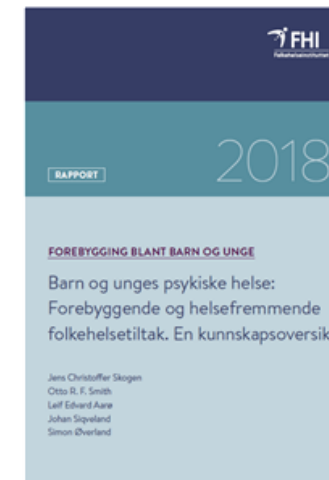 FHI
Folkehelseinstituttet
2018
RAPPORT
FOREBYGGING BLANT BARN OG UNGE
Barn og unges psykiske helse:
Forebyggende og helsefremmende
folkehelsetiltak. En kunnskapsoversik
Jens Christoffer Skogen
Otto R. F. Smith
Leif Edvard Aarø
Johan Siqveland
Simon Øverland